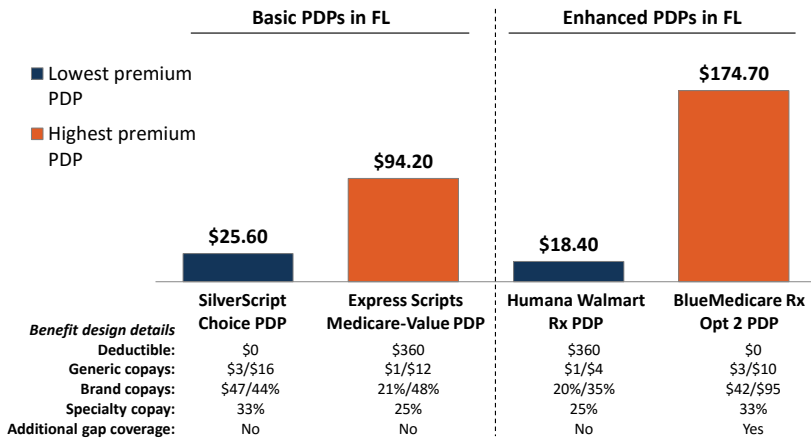 Basic PDPs in FL
Enhanced PDPs in FL
Lowest premium
PDP
Highest premium
PDP
$25.60
$94.20
$18.40
$174.70
SilverScript
Choice PDP
Express Scripts
Medicare-Value PDP
Humana Walmart
Rx PDP
BlueMedicare Rx
Opt 2 PDP
Benefit design details
Deductible: $0 $360 $360 $0
Generic copays: $3/$16 $1/$12 $1/$4 $3/$10
Brand copays: $47/44% 21%/48% 20%/35% $42/$95
Specialty copay: 33% 25% 25% 33%
Additional gap coverage: No No No Yes